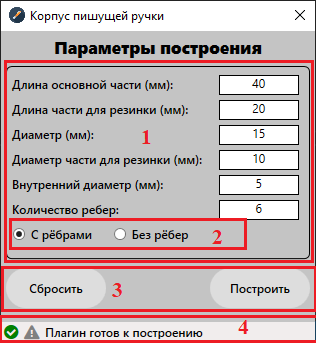 Корпус пишущей ручки
Параметры построения
Длина основной части (мм): 40
Длина части для резинки (мм): 20
Диаметр (мм): 15
1
Диаметр части для резинки (мм): 10
Внутренний диаметр (мм): 5
Количество ребер: 6
С рёбрами Без рёбер 2
Сбросить 3 Построить
Плагин готов к построению 4